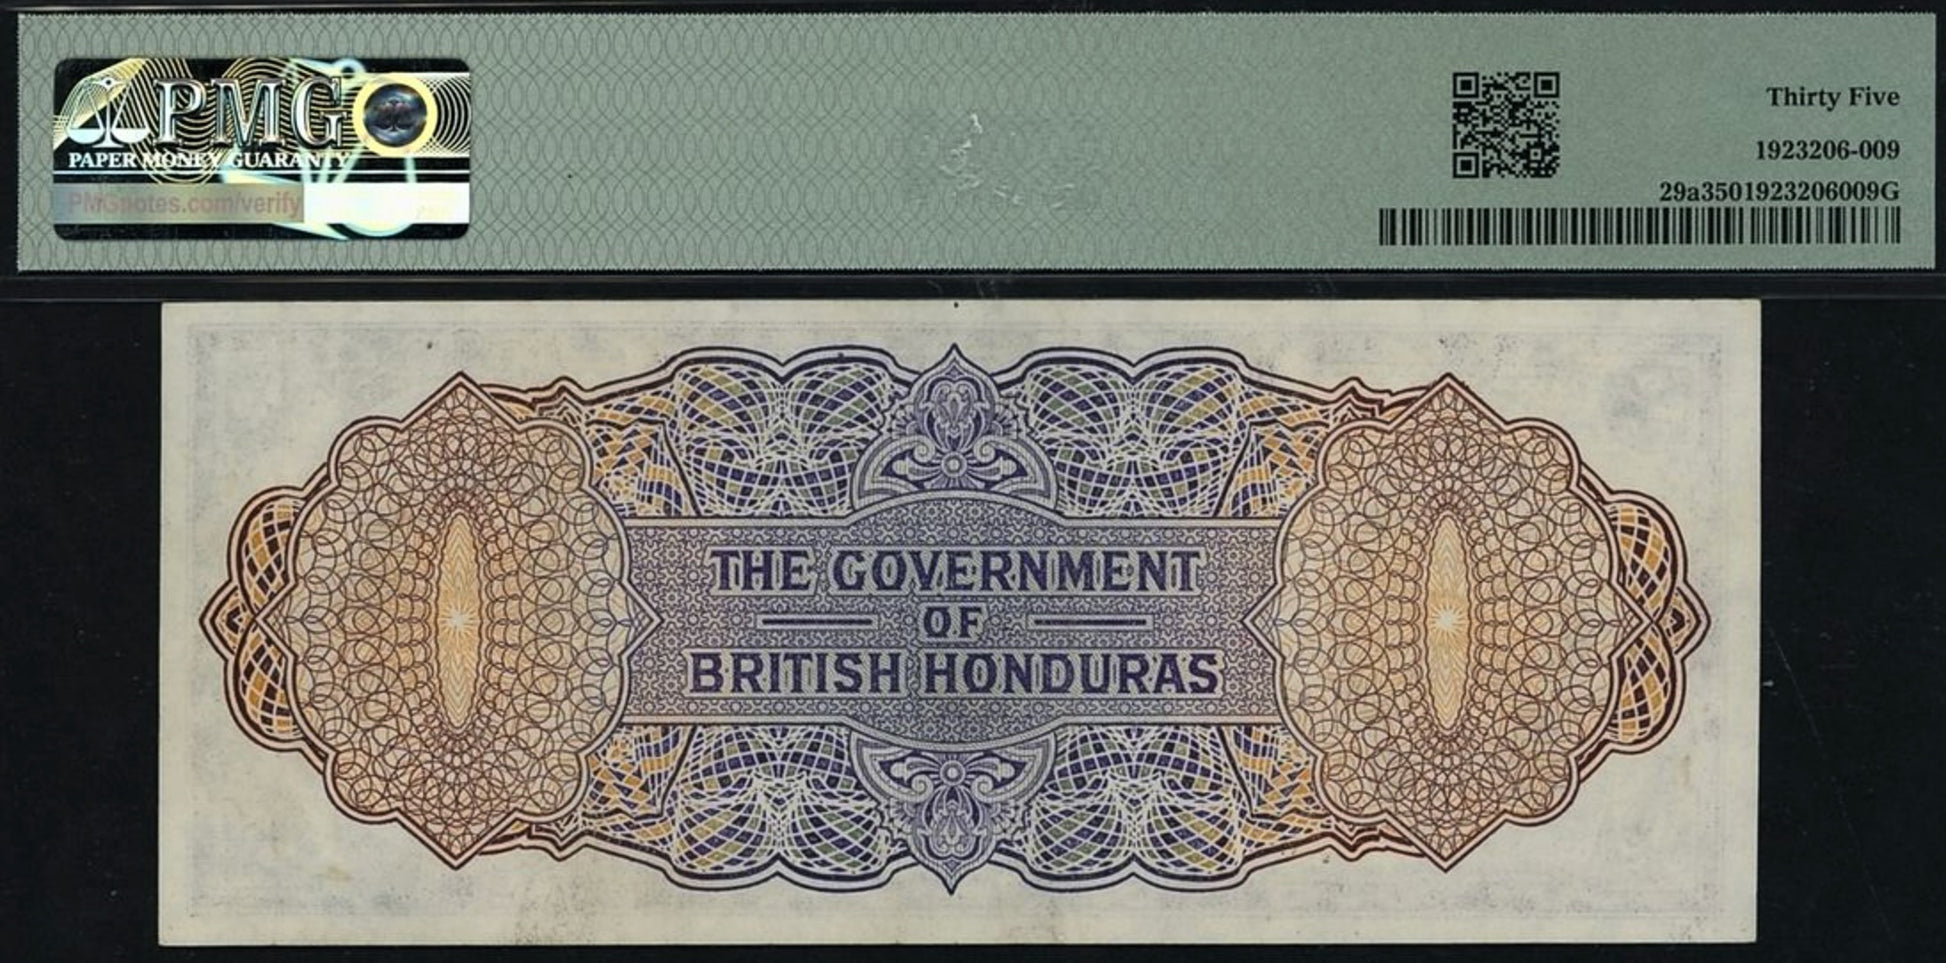 PMG
PAPER MONEY GUARANTY
PMGnotes.com/verify
Thirty Five
1923206-009
29a3501923206009G
THE GOVERNMENT
OF
BRITISH HONDURAS